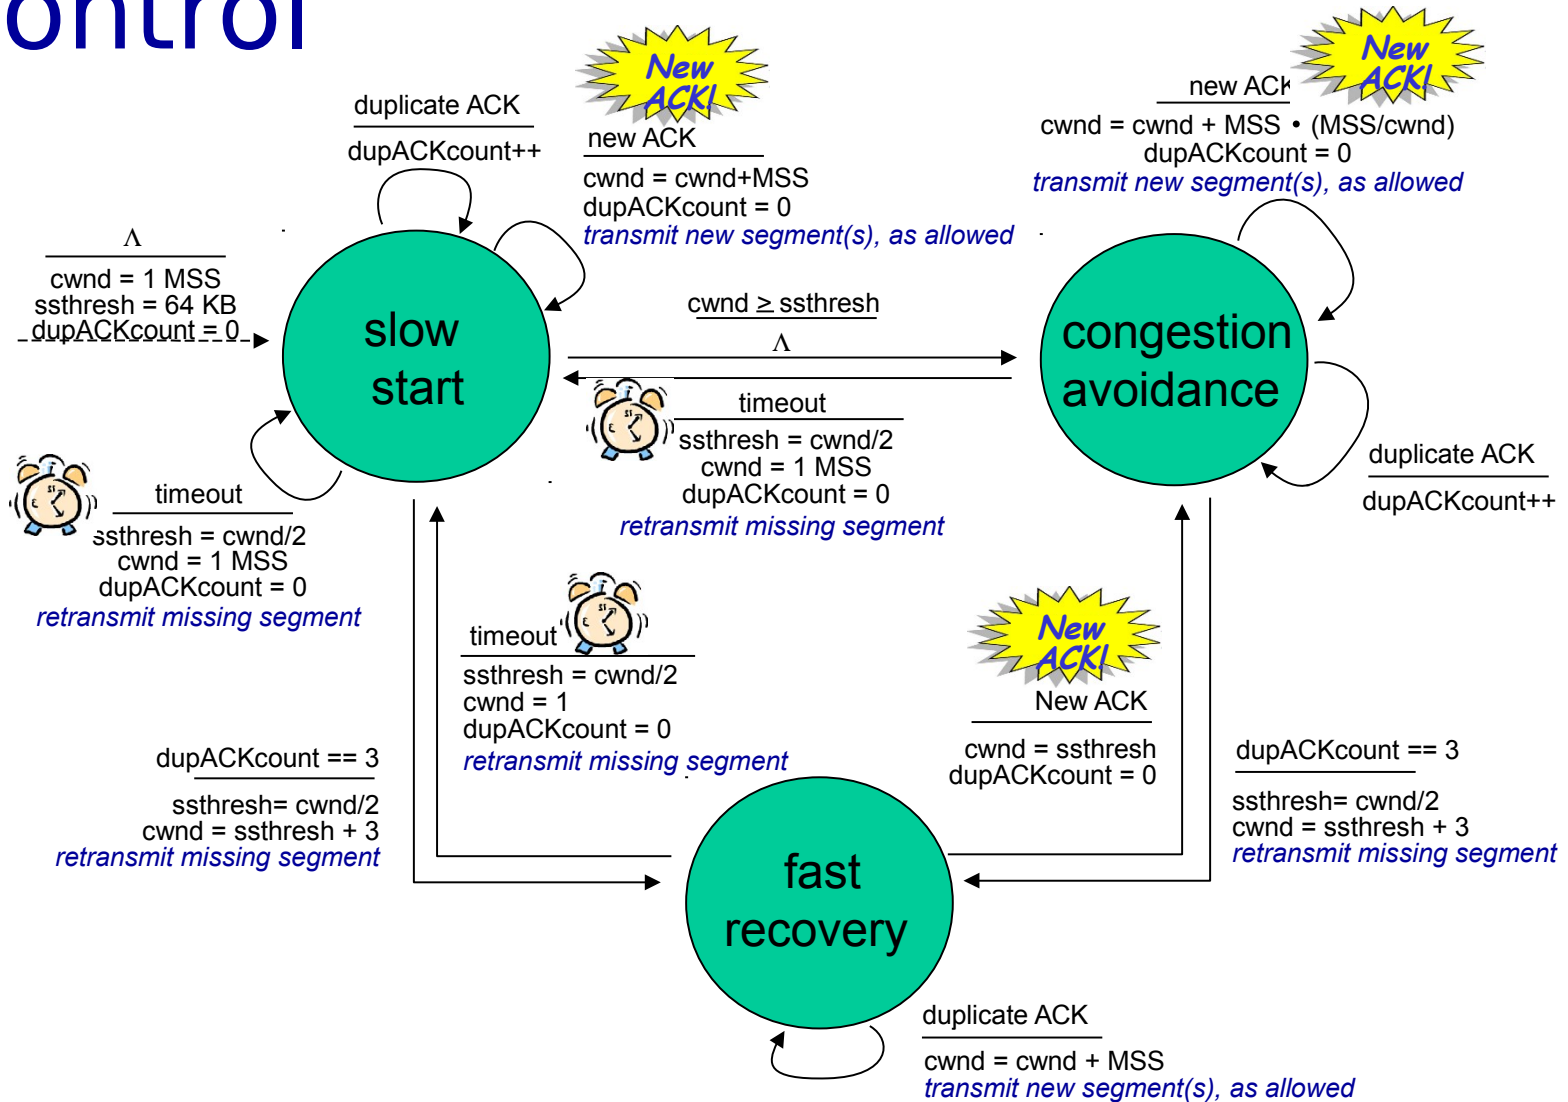 ontrol
New
ACK!
duplicate ACK
dupACKcount++
new ACK
cwnd = cwnd+MSS
dupACKcount = 0
transmit new segment(s), as allowed
New
ACK!
new ACK
cwnd = cwnd + MSS • (MSS/cwnd)
dupACKcount = 0
transmit new segment(s), as allowed
Λ
cwnd = 1 MSS
ssthresh = 64 KB
dupACKcount = 0
slow
start
cwnd ≥ ssthresh
Λ
congestion
avoidance
timeout
ssthresh = cwnd/2
cwnd = 1 MSS
dupACKcount = 0
retransmit missing segment
duplicate ACK
dupACKcount++
timeout
ssthresh = cwnd/2
cwnd = 1 MSS
dupACKcount = 0
retransmit missing segment
timeout
ssthresh = cwnd/2
cwnd = 1
dupACKcount = 0
retransmit missing segment
New
ACK!
New ACK
cwnd = ssthresh
dupACKcount = 0
dupACKcount == 3
ssthresh= cwnd/2
cwnd = ssthresh + 3
retransmit missing segment
dupACKcount == 3
ssthresh= cwnd/2
cwnd = ssthresh + 3
retransmit missing segment
fast
recovery
duplicate ACK
cwnd = cwnd + MSS
transmit new segment(s), as allowed